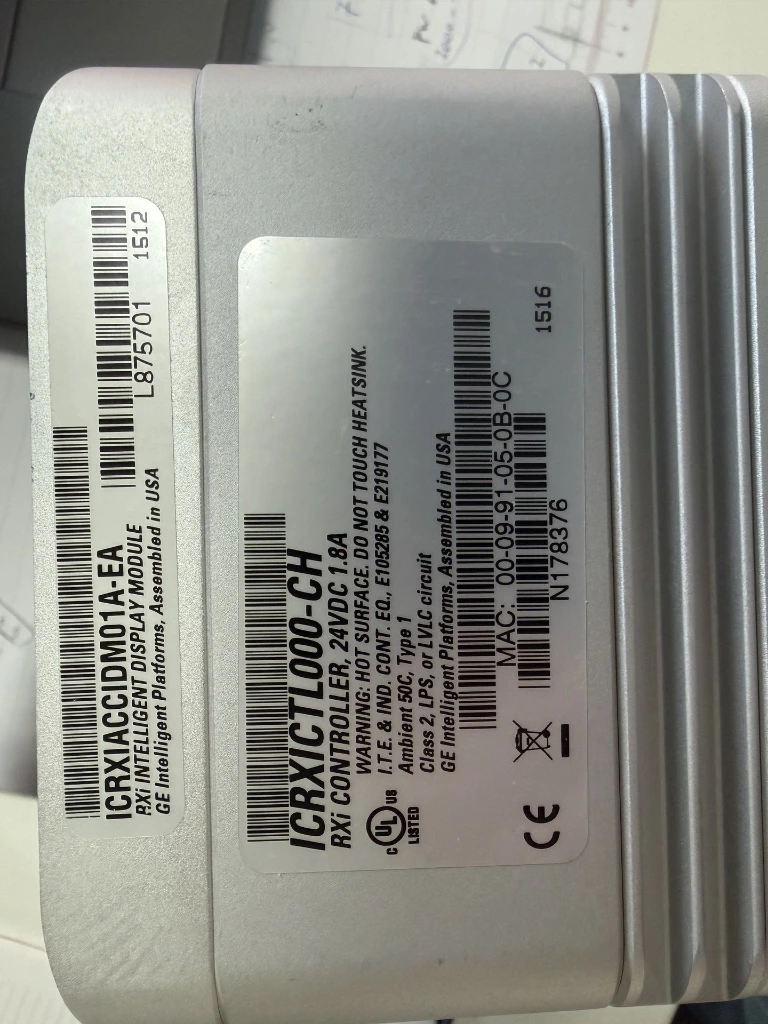 ICRXIACCIDM01A-EA
RXi INTELLIGENT DISPLAY MODULE
GE Intelligent Platforms, Assembled in USA
L875701
1512
ICRXICTL000-CH
RXi CONTROLLER, 24VDC 1.8A
WARNING: HOT SURFACE. DO NOT TOUCH HEATSINK.
I.T.E. & IND. CONT. EQ., E105285 & E219177
Ambient 50C, Type 1
Class 2, LPS, or LVLC circuit
GE Intelligent Platforms, Assembled in USA
C UL US
LISTED
MAC: 00-09-91-05-0B-0C
N178376
1516
CE